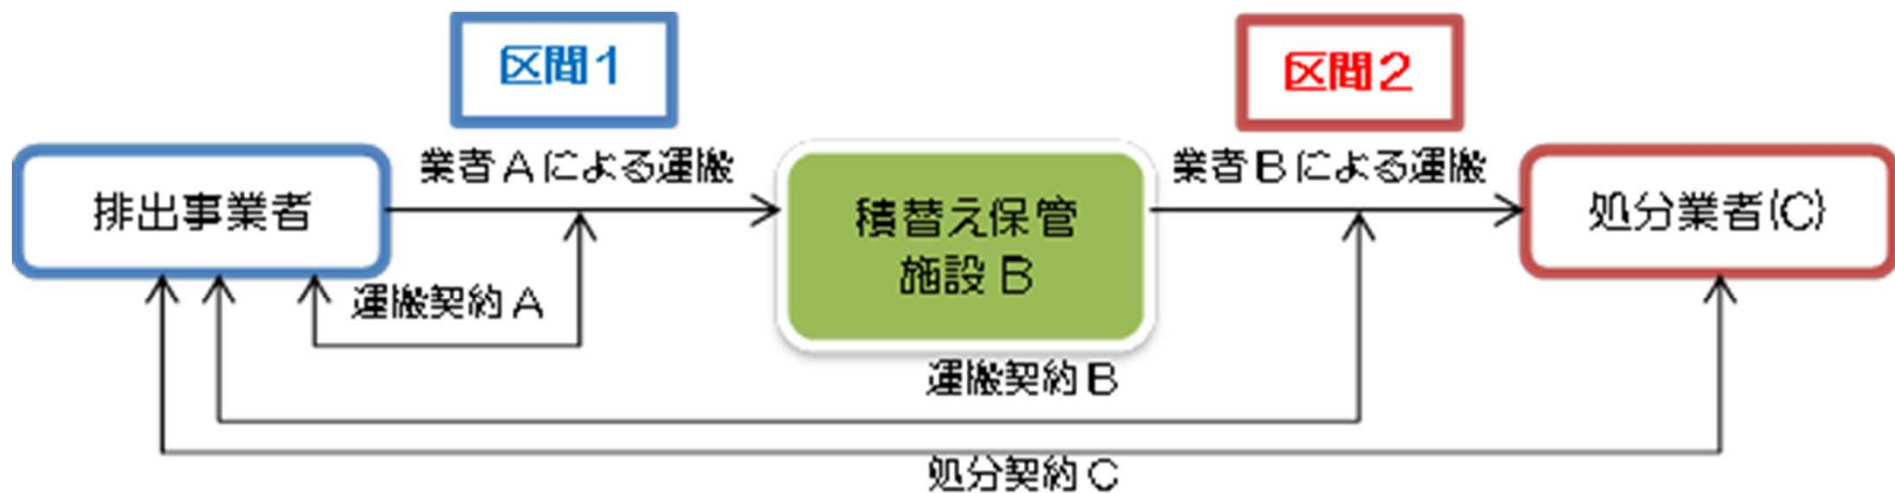 区間1
区間2
業者Aによる運搬
業者Bによる運搬
排出事業者
積替え保管
施設B
処分業者(C)
運搬契約A
運搬契約B
処分契約C